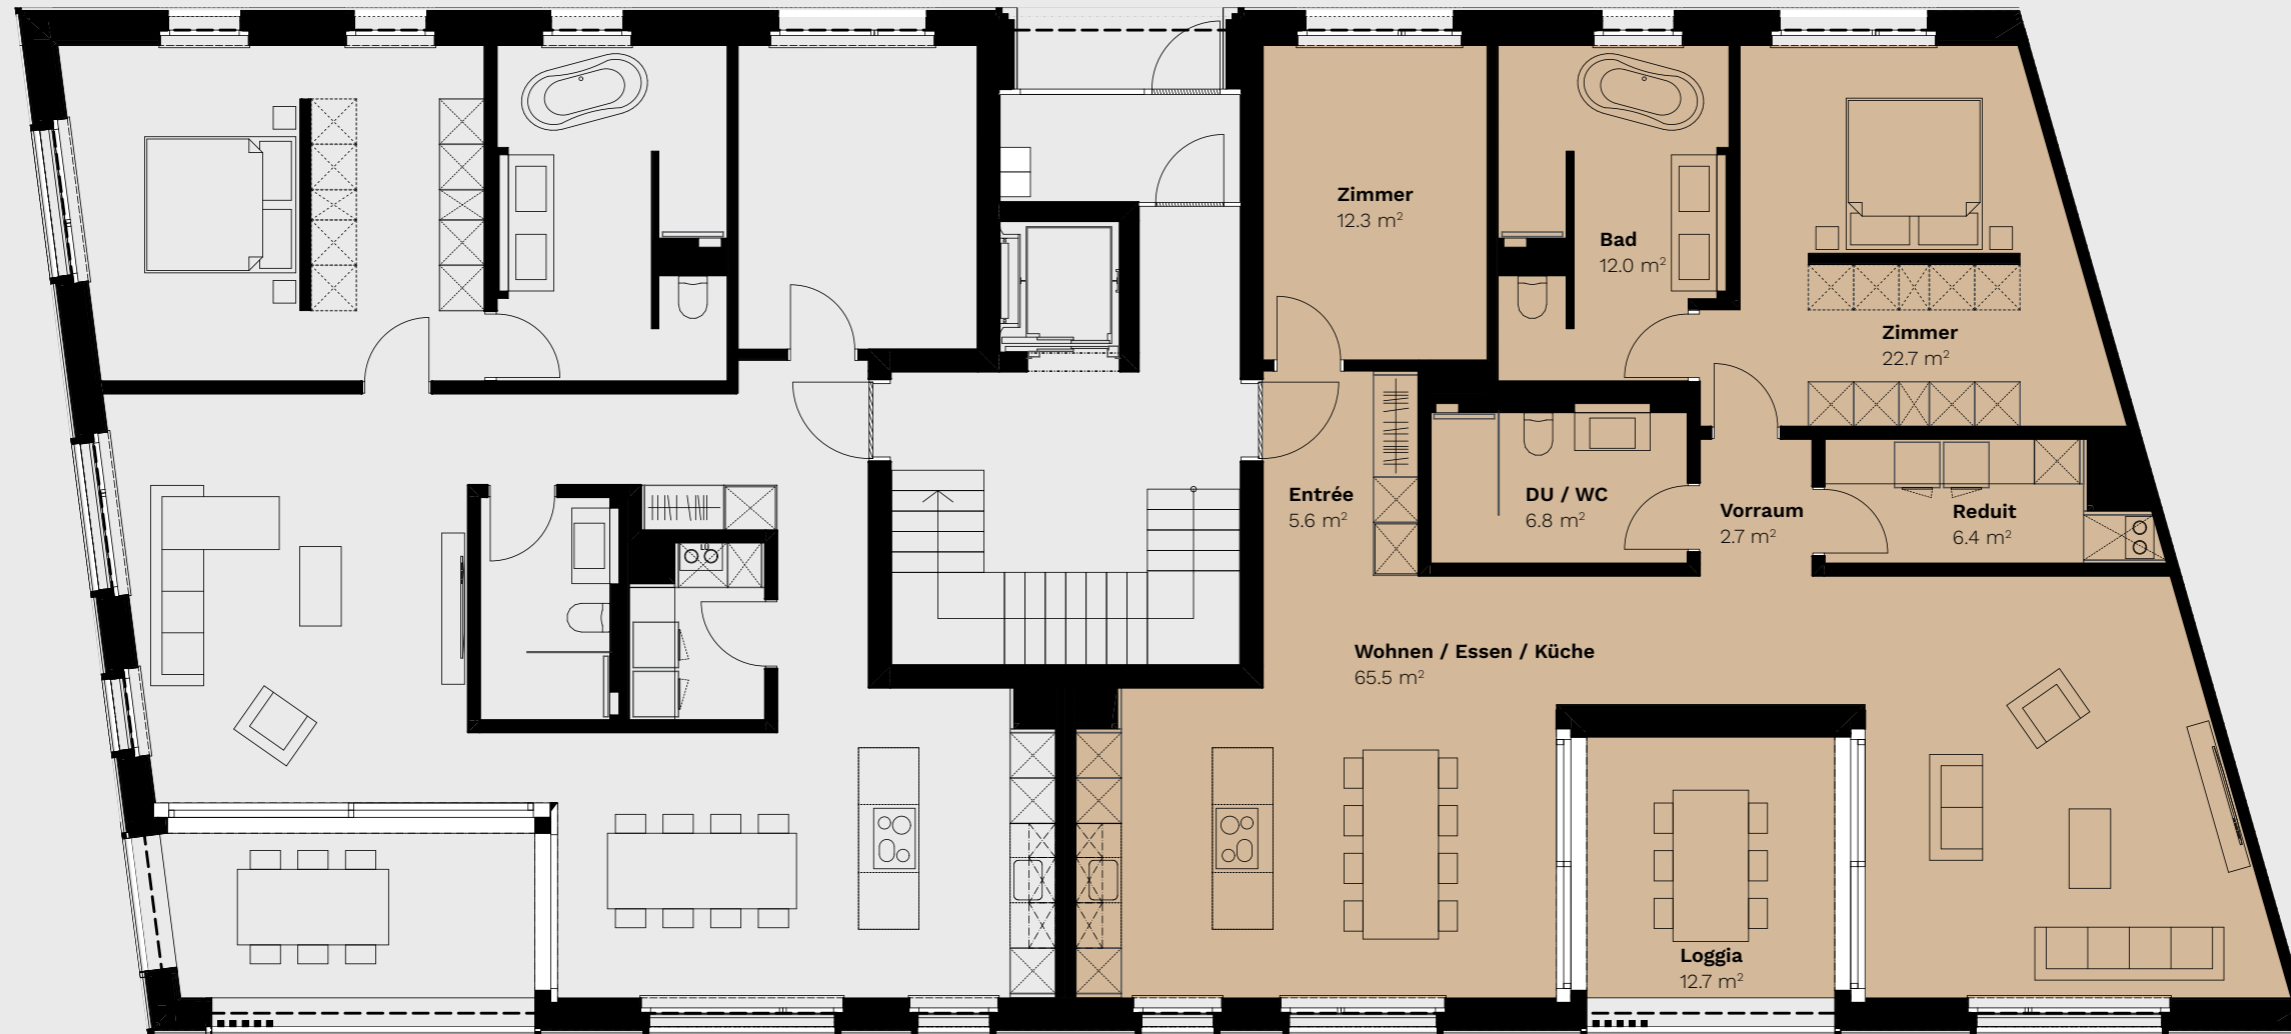 Zimmer
12.3 m²
Bad
12.0 m²
Zimmer
22.7 m²
Entrée
5.6 m²
DU / WC
6.8 m²
Vorraum
2.7 m²
Reduit
6.4 m²
Wohnen / Essen / Küche
65.5 m²
Loggia
12.7 m²